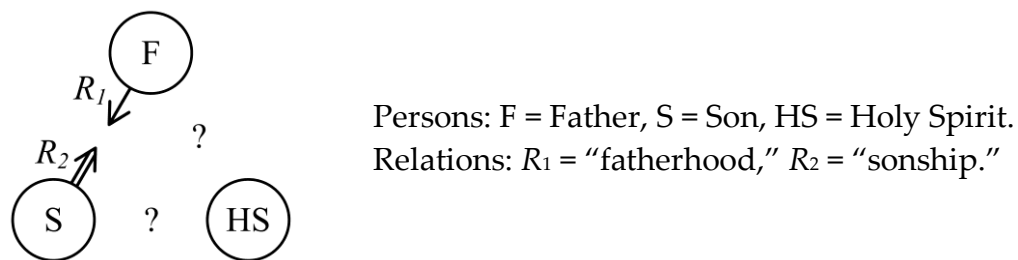 F
R1
?
R2
S
?
HS
Persons: F = Father, S = Son, HS = Holy Spirit.
Relations: R1 = “fatherhood,” R2 = “sonship.”